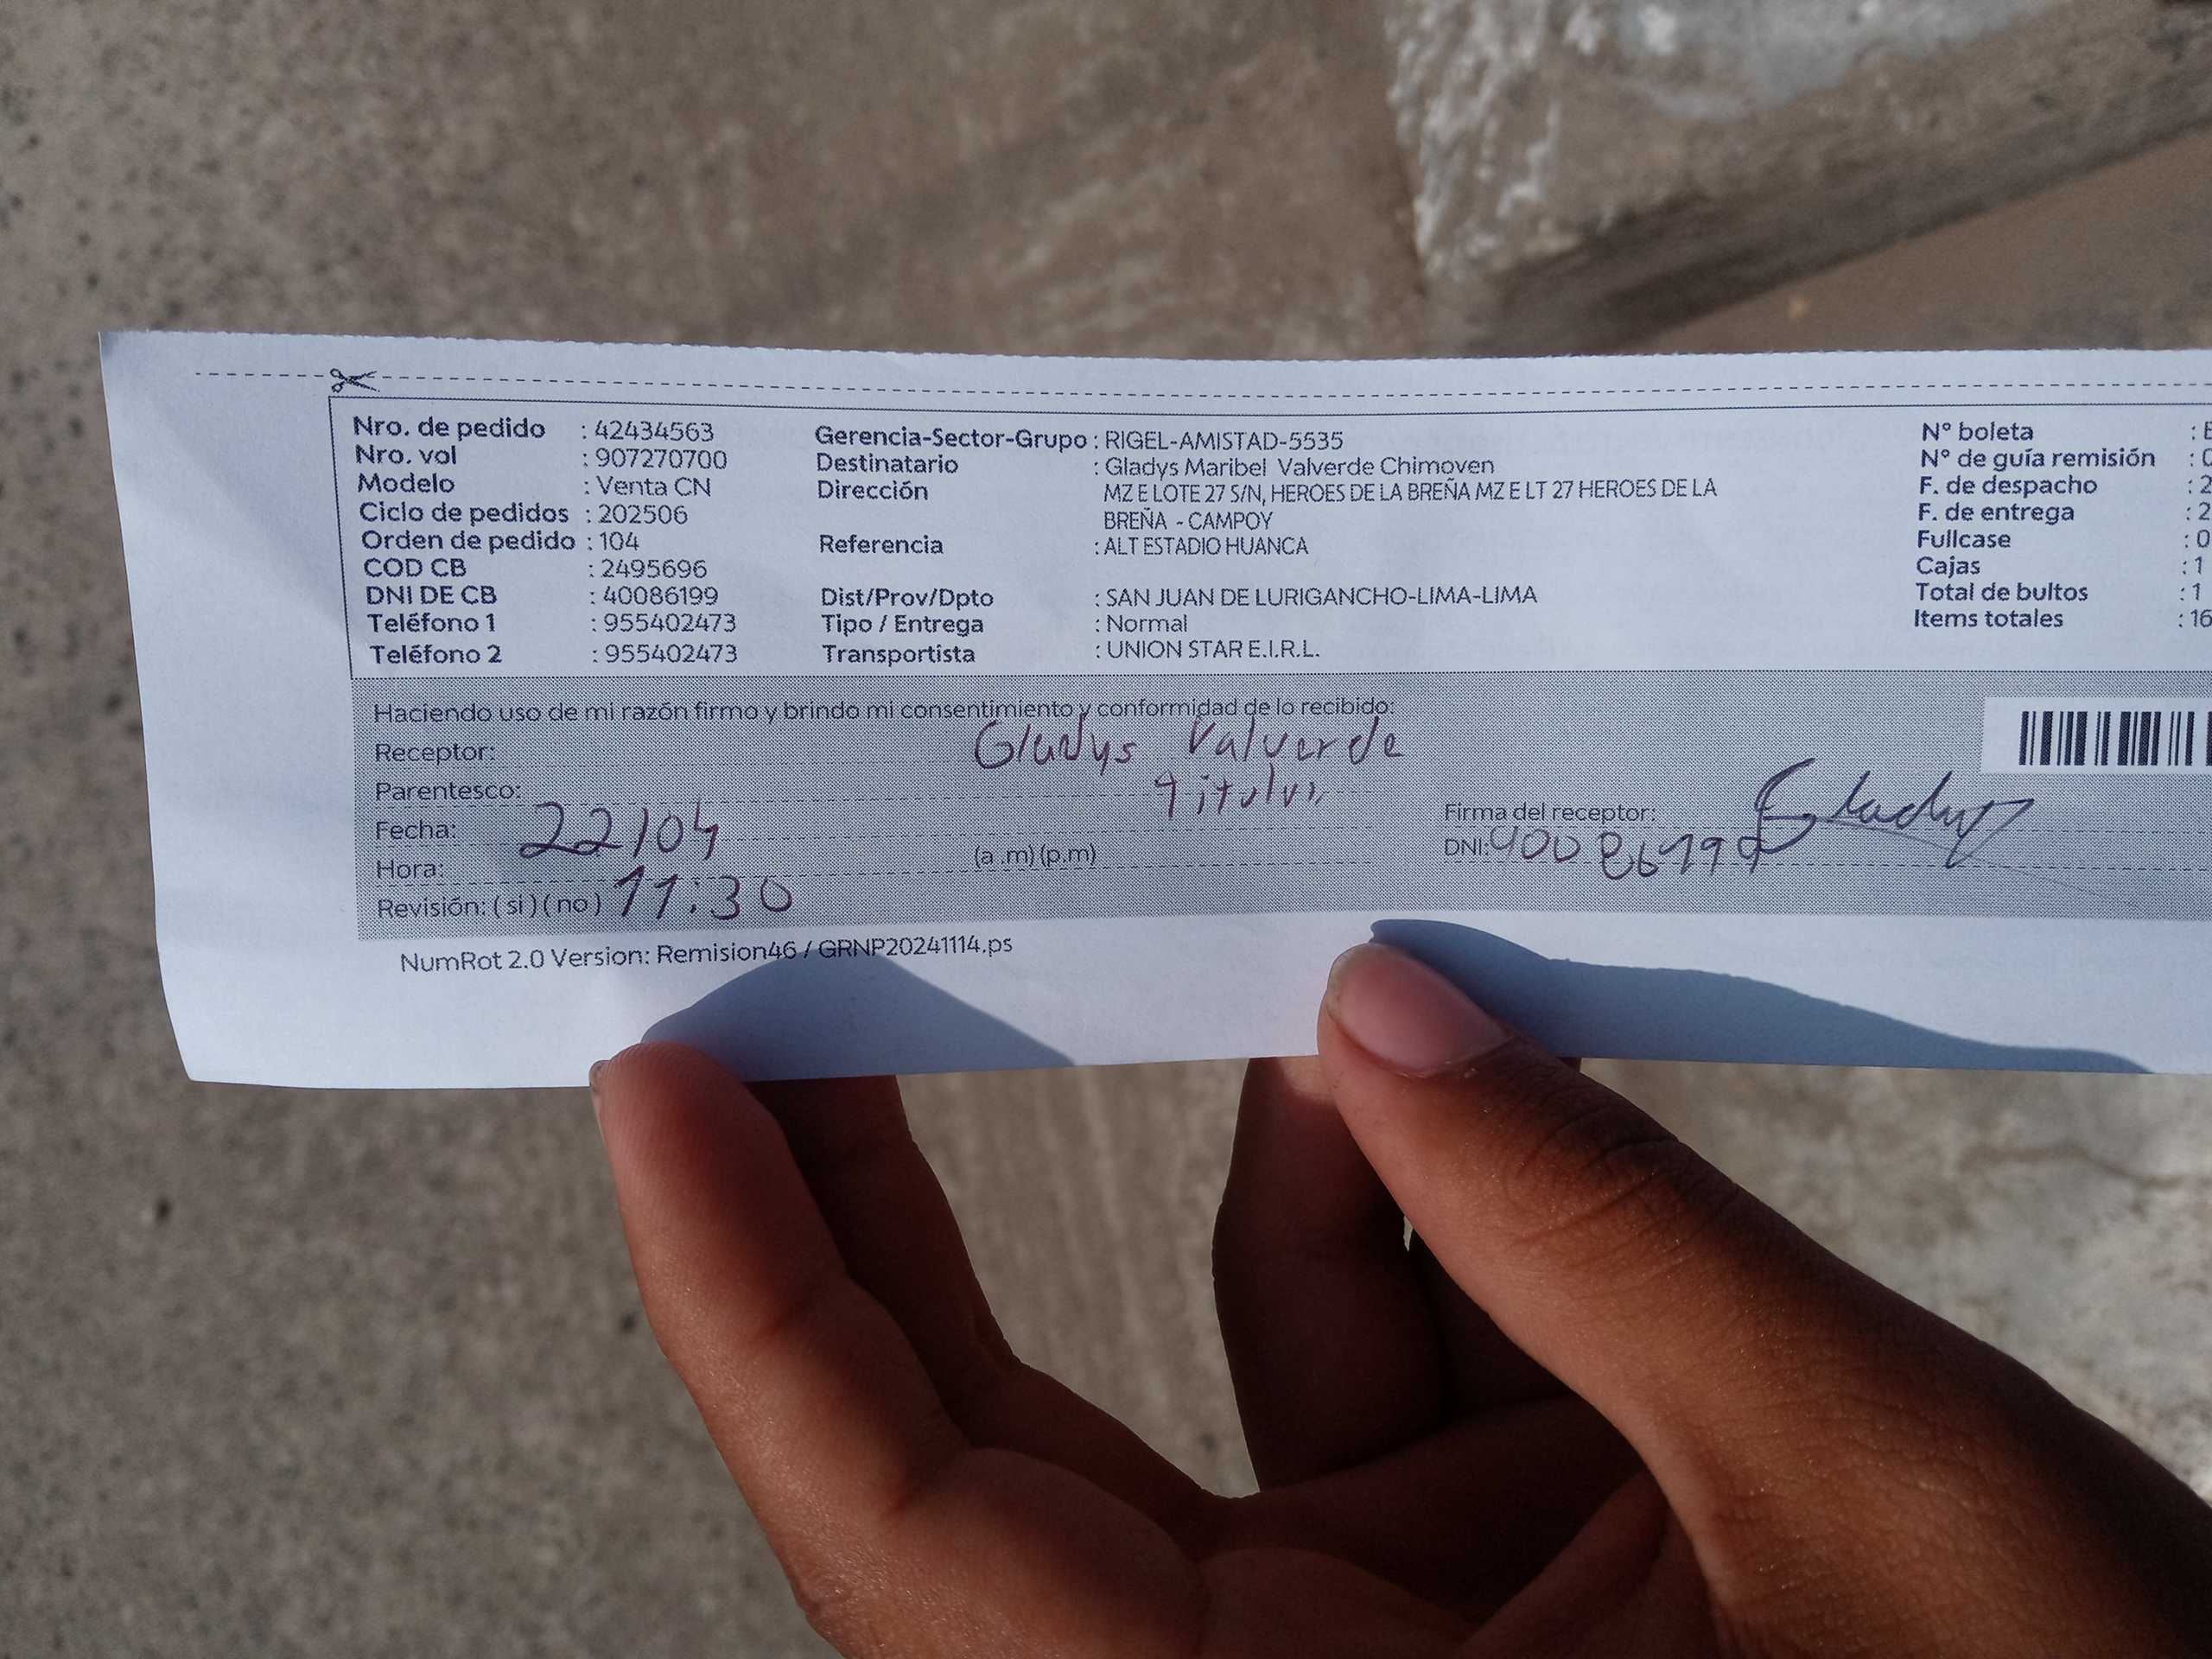 Nro. de pedido : 42434563
Nro. vol : 907270700
Modelo : Venta CN
Ciclo de pedidos : 202506
Orden de pedido : 104
COD CB : 2495696
DNI DE CB : 40086199
Teléfono 1 : 955402473
Teléfono 2 : 955402473
Gerencia-Sector-Grupo : RIGEL-AMISTAD-5535
Destinatario : Gladys Maribel Valverde Chimoven
Dirección MZ E LOTE 27 S/N, HEROES DE LA BREÑA MZ E LT 27 HEROES DE LA
BREÑA - CAMPOY
Referencia : ALT ESTADIO HUANCA
Dist/Prov/Dpto : SAN JUAN DE LURIGANCHO-LIMA-LIMA
Tipo / Entrega : Normal
Transportista : UNION STAR E.I.R.L.
N° boleta :
N° de guía remisión :
F. de despacho : 2
F. de entrega : 2
Fullcase : 0
Cajas : 1
Total de bultos : 1
Items totales : 16
Haciendo uso de mi razón firmo y brindo mi consentimiento y conformidad de lo recibido:
Receptor: Gladys Valverde
Parentesco:
Fecha: 22/04
Hora: (a .m) (p.m)
Revisión: ( si ) ( no ) 11:30
Firma del receptor: Gladys
DNI: 40086199
NumRot 2.0 Version: Remision46 / GRNP20241114.ps